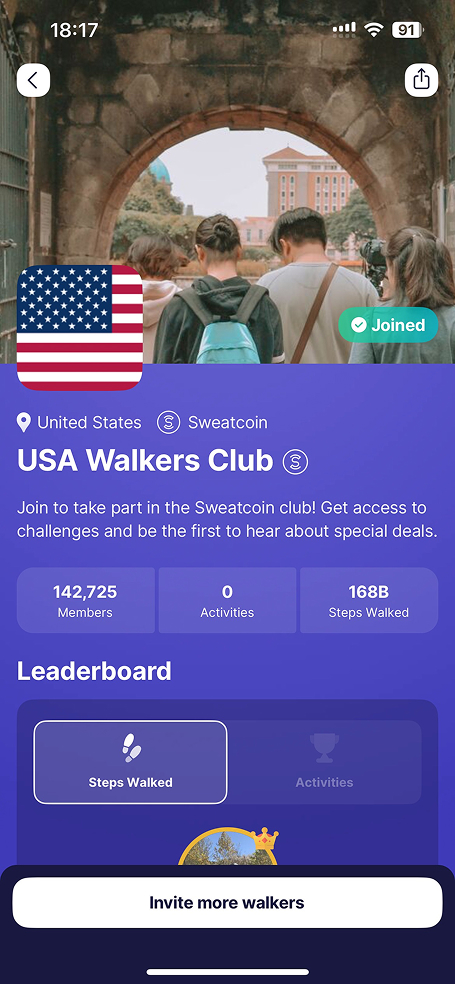 18:17
91
Joined
United States
Sweatcoin
USA Walkers Club
Join to take part in the Sweatcoin club! Get access to
challenges and be the first to hear about special deals.
142,725
0
168B
Members
Activities
Steps Walked
Leaderboard
Steps Walked
Activities
Invite more walkers